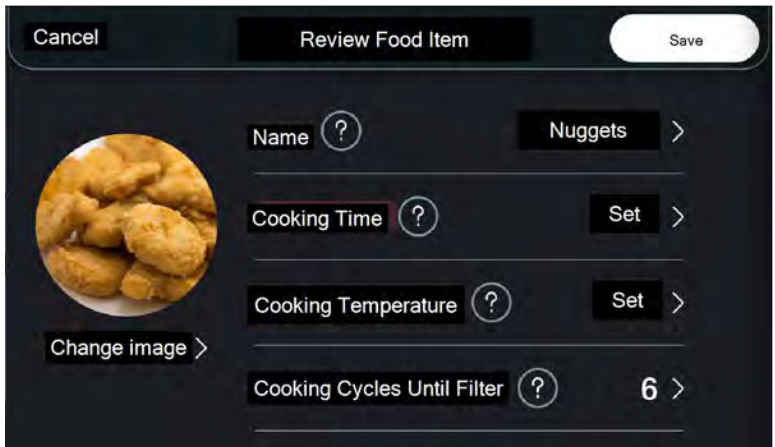 Cancel
Review Food Item
Save
Name ?
Nuggets >
Cooking Time ?
Set >
Cooking Temperature ?
Set >
Change image >
Cooking Cycles Until Filter ?
6 >